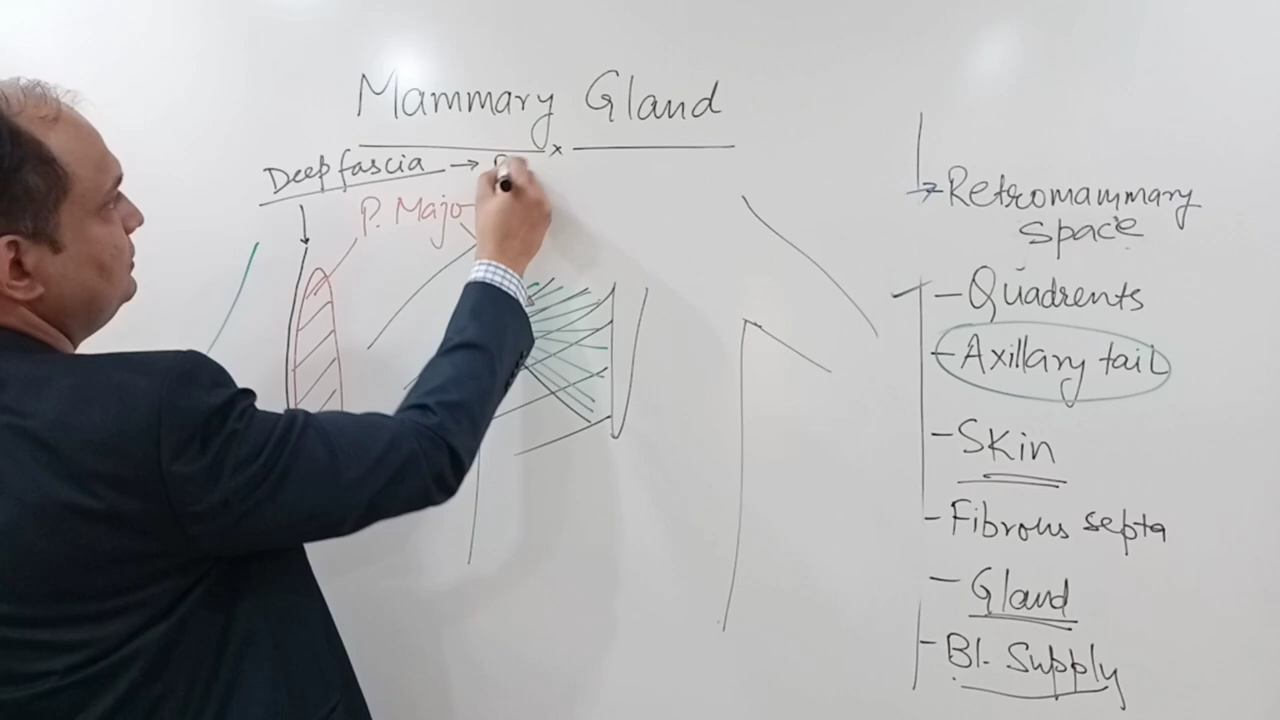 Mammary Gland
Deep fascia →
P. Majo
Retromammary
space
- Quadrents
- Axillary tail
- Skin
- Fibrous septa
- Gland
- Bl. Supply